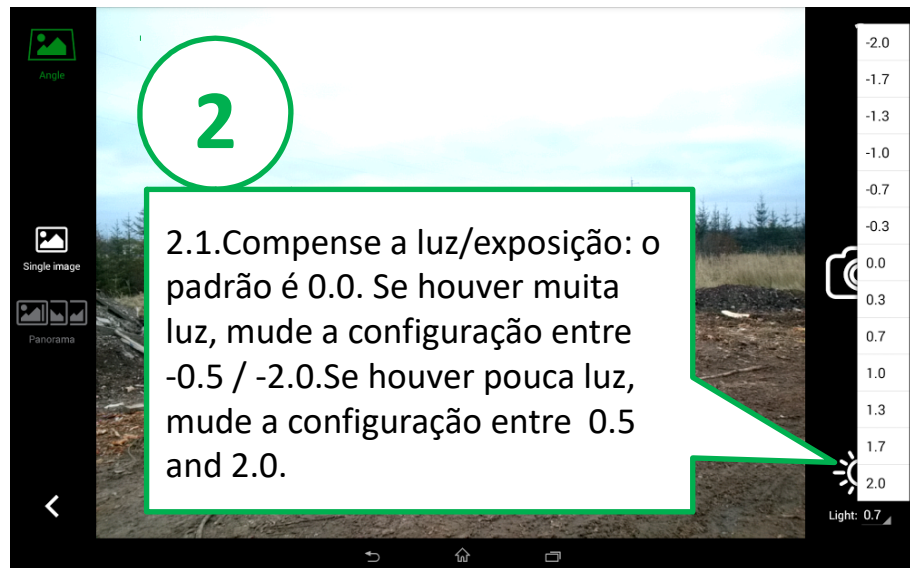 Angle
Single image
Panorama
2
2.1.Compense a luz/exposição: o
padrão é 0.0. Se houver muita
luz, mude a configuração entre
-0.5 / -2.0.Se houver pouca luz,
mude a configuração entre  0.5
and 2.0.
-2.0
-1.7
-1.3
-1.0
-0.7
-0.3
0.0
0.3
0.7
1.0
1.3
1.7
2.0
Light: 0.7